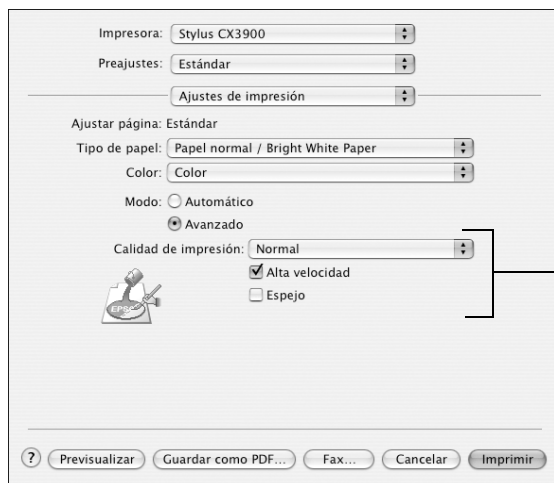 Impresora: Stylus CX3900
Preajustes: Estándar
Ajustes de impresión
Ajustar página: Estándar
Tipo de papel: Papel normal / Bright White Paper
Color: Color
Modo: Automático
Avanzado
Calidad de impresión: Normal
Alta velocidad
Espejo
EPSON
? Previsualizar Guardar como PDF... Fax... Cancelar Imprimir